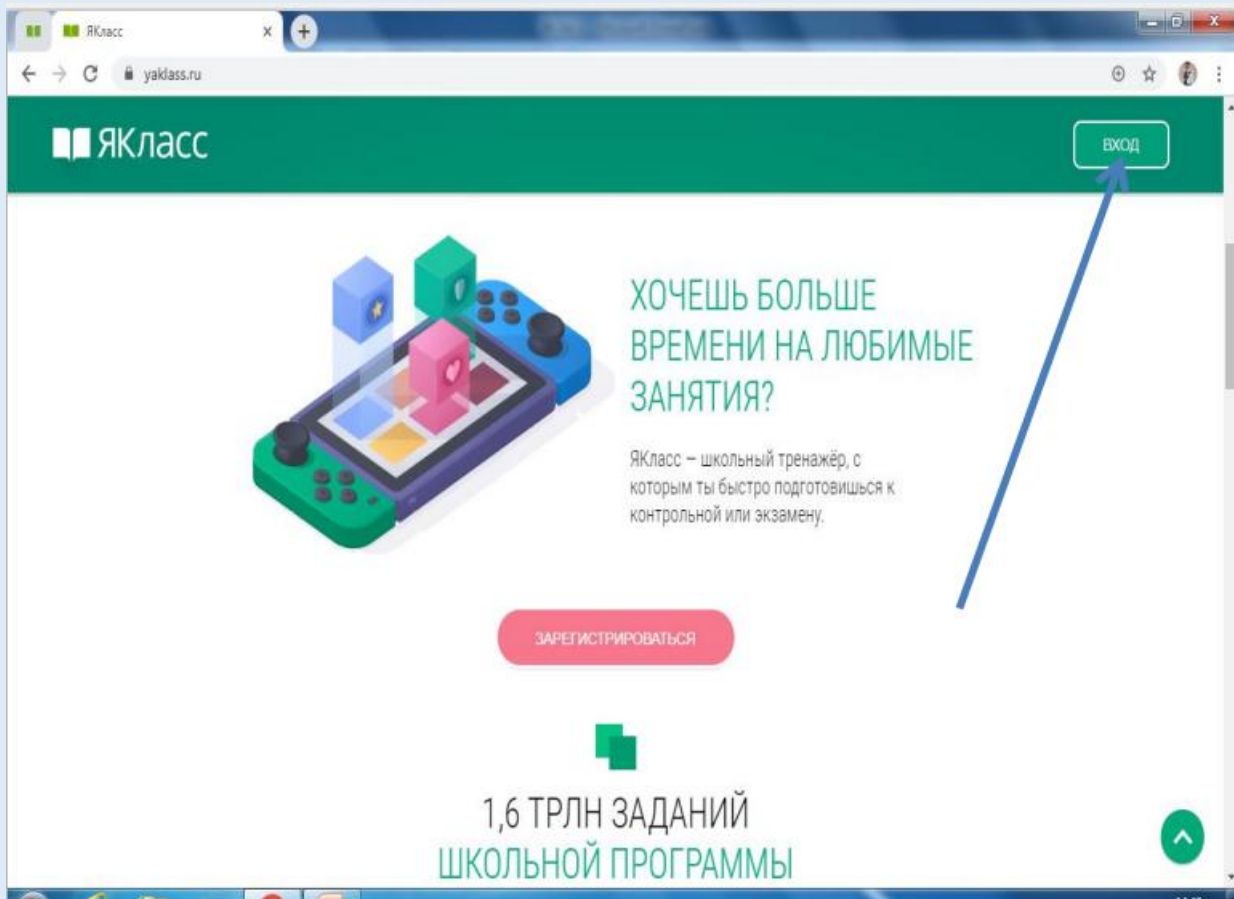 ЯКласс
yaklass.ru
ЯКласс
ВХОД
ХОЧЕШЬ БОЛЬШЕ
ВРЕМЕНИ НА ЛЮБИМЫЕ
ЗАНЯТИЯ?
ЯКласс – школьный тренажёр, с
которым ты быстро подготовишься к
контрольной или экзамену.
ЗАРЕГИСТРИРОВАТЬСЯ
1,6 ТРЛН ЗАДАНИЙ
ШКОЛЬНОЙ ПРОГРАММЫ